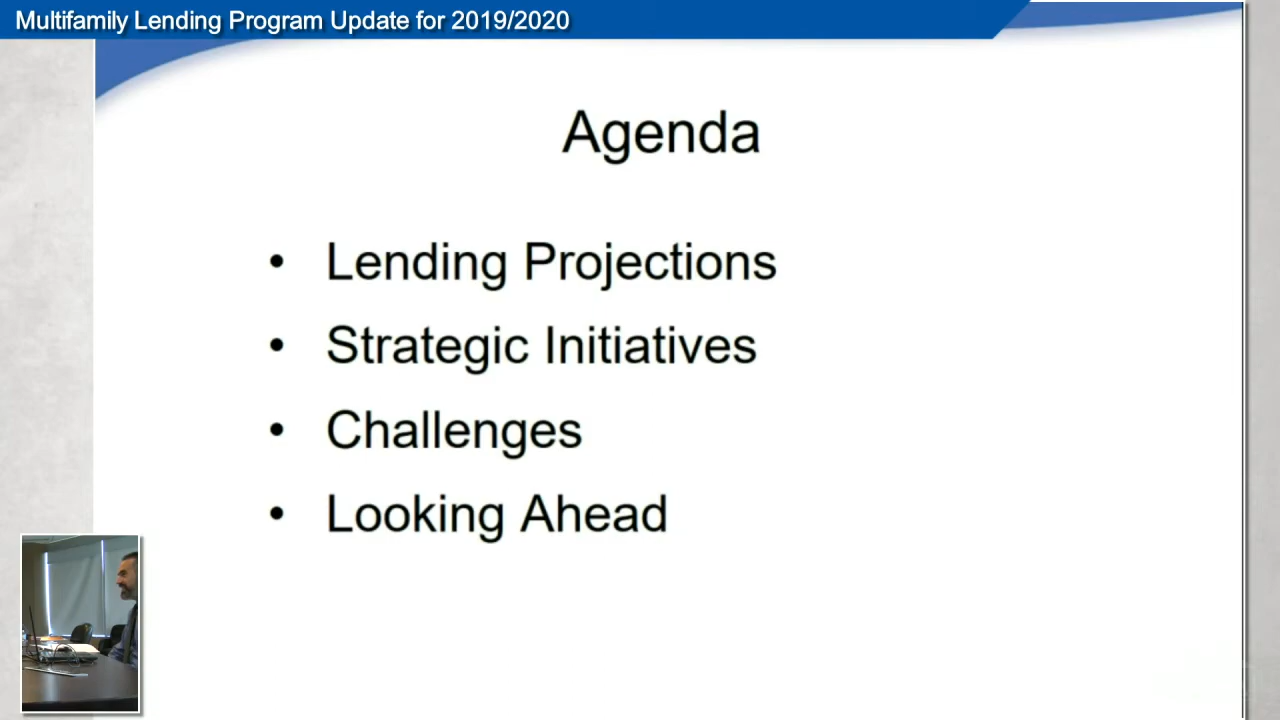 Multifamily Lending Program Update for 2019/2020
Agenda
• Lending Projections
• Strategic Initiatives
• Challenges
• Looking Ahead